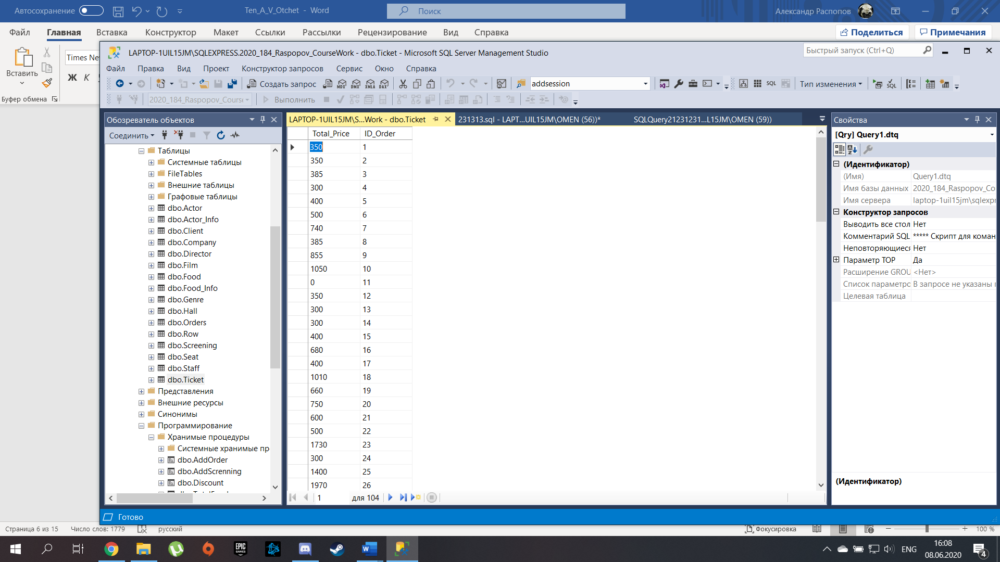 Автосохранение
Ten_A_V_Otchet - Word
Поиск
Александр Распопов
Файл Главная Вставка Конструктор Макет Ссылки Рассылки Рецензирование Вид Справка
Поделиться Примечания
Вставить
Times Ne
Ж К
Буфер обмена
LAPTOP-1UIL15JM\SQLEXPRESS.2020_184_Raspopov_CourseWork - dbo.Ticket - Microsoft SQL Server Management Studio
Быстрый запуск (Ctrl+Q)
Файл Правка Вид Проект Конструктор запросов Сервис Окно Справка
Создать запрос
MDX DMX XMLA DAX
addsession
SQL
Тип изменения
2020_184_Raspopov_Course
Выполнить
Обозреватель объектов
Соединить
Таблицы
Системные таблицы
FileTables
Внешние таблицы
Графовые таблицы
dbo.Actor
dbo.Actor_Info
dbo.Client
dbo.Company
dbo.Director
dbo.Film
dbo.Food
dbo.Food_Info
dbo.Genre
dbo.Hall
dbo.Orders
dbo.Row
dbo.Screening
dbo.Seat
dbo.Staff
dbo.Ticket
Представления
Внешние ресурсы
Синонимы
Программирование
Хранимые процедуры
Системные хранимые пр
dbo.AddOrder
dbo.AddScrenning
dbo.Discount
LAPTOP-1UIL15JM\S...Work - dbo.Ticket
231313.sql - LAPT...UIL15JM\OMEN (56))*
SQLQuery21231231...L15JM\OMEN (59))
Total_Price ID_Order
350 1
350 2
385 3
300 4
400 5
500 6
740 7
385 8
855 9
1050 10
0 11
350 12
300 13
300 14
400 15
680 16
400 17
1010 18
660 19
750 20
600 21
500 22
1730 23
300 24
1400 25
1970 26
1 для 104
Свойства
[Qry] Query1.dtq
(Идентификатор)
(Имя) Query1.dtq
Имя базы данных 2020_184_Raspopov_Co
Имя сервера laptop-1uil15jm\sqlexpr
Конструктор запросов
Выводить все стол Нет
Комментарий SQL ***** Скрипт для коман
Неповторяющиеся Нет
Параметр TOP Да
Расширение GROU <Нет>
Список параметро В запросе не указаны
Целевая таблица
(Идентификатор)
Готово
Страница 6 из 15 Число слов: 1779 русский
Фокусировка
100 %
EPIC GAMES
ENG
16:08
08.06.2020
4